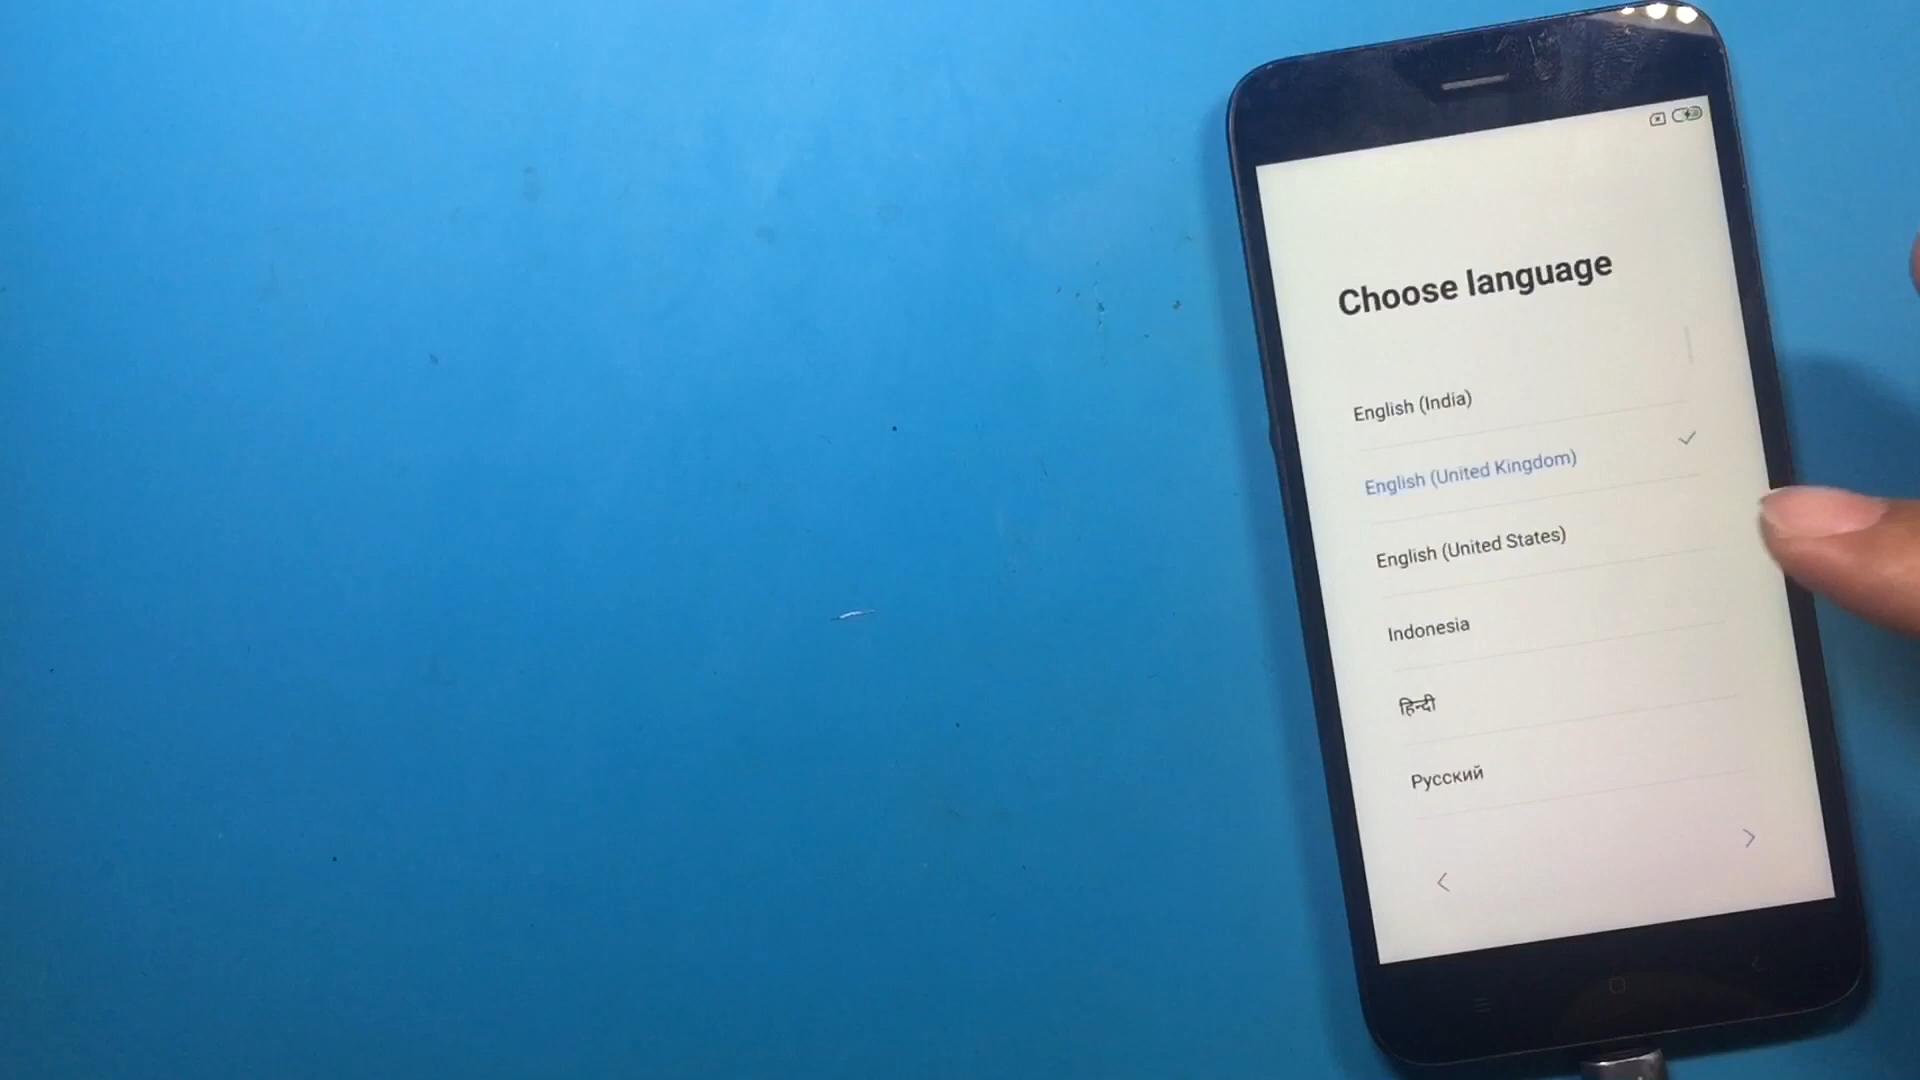 Choose language
English (India)
English (United Kingdom)
English (United States)
Indonesia
हिन्दी
Русский